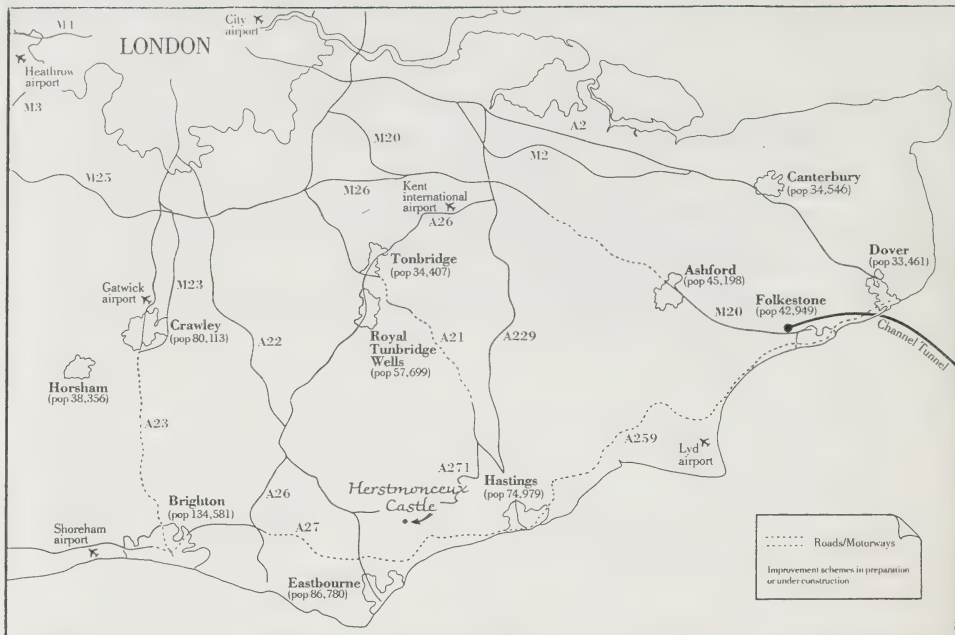 M1
City
airport
LONDON
Heathrow
airport
M3
A2
M20
M2
M25
M26
Kent
international
airport
A26
Canterbury
(pop 34,546)
Tonbridge
(pop 34,407)
Dover
(pop 33,461)
Ashford
(pop 45,198)
Gatwick
airport
M23
Crawley
(pop 80,113)
Folkestone
(pop 42,949)
M20
Channel Tunnel
A22
Royal
Tunbridge
Wells
(pop 57,699)
A21
A229
Horsham
(pop 38,356)
A23
A259
Lyd
airport
A271
Herstmonceux
Castle
Hastings
(pop 74,979)
Brighton
(pop 134,581)
A26
A27
Shoreham
airport
Eastbourne
(pop 86,780)
Roads/Motorways
Improvement schemes in preparation
or under construction